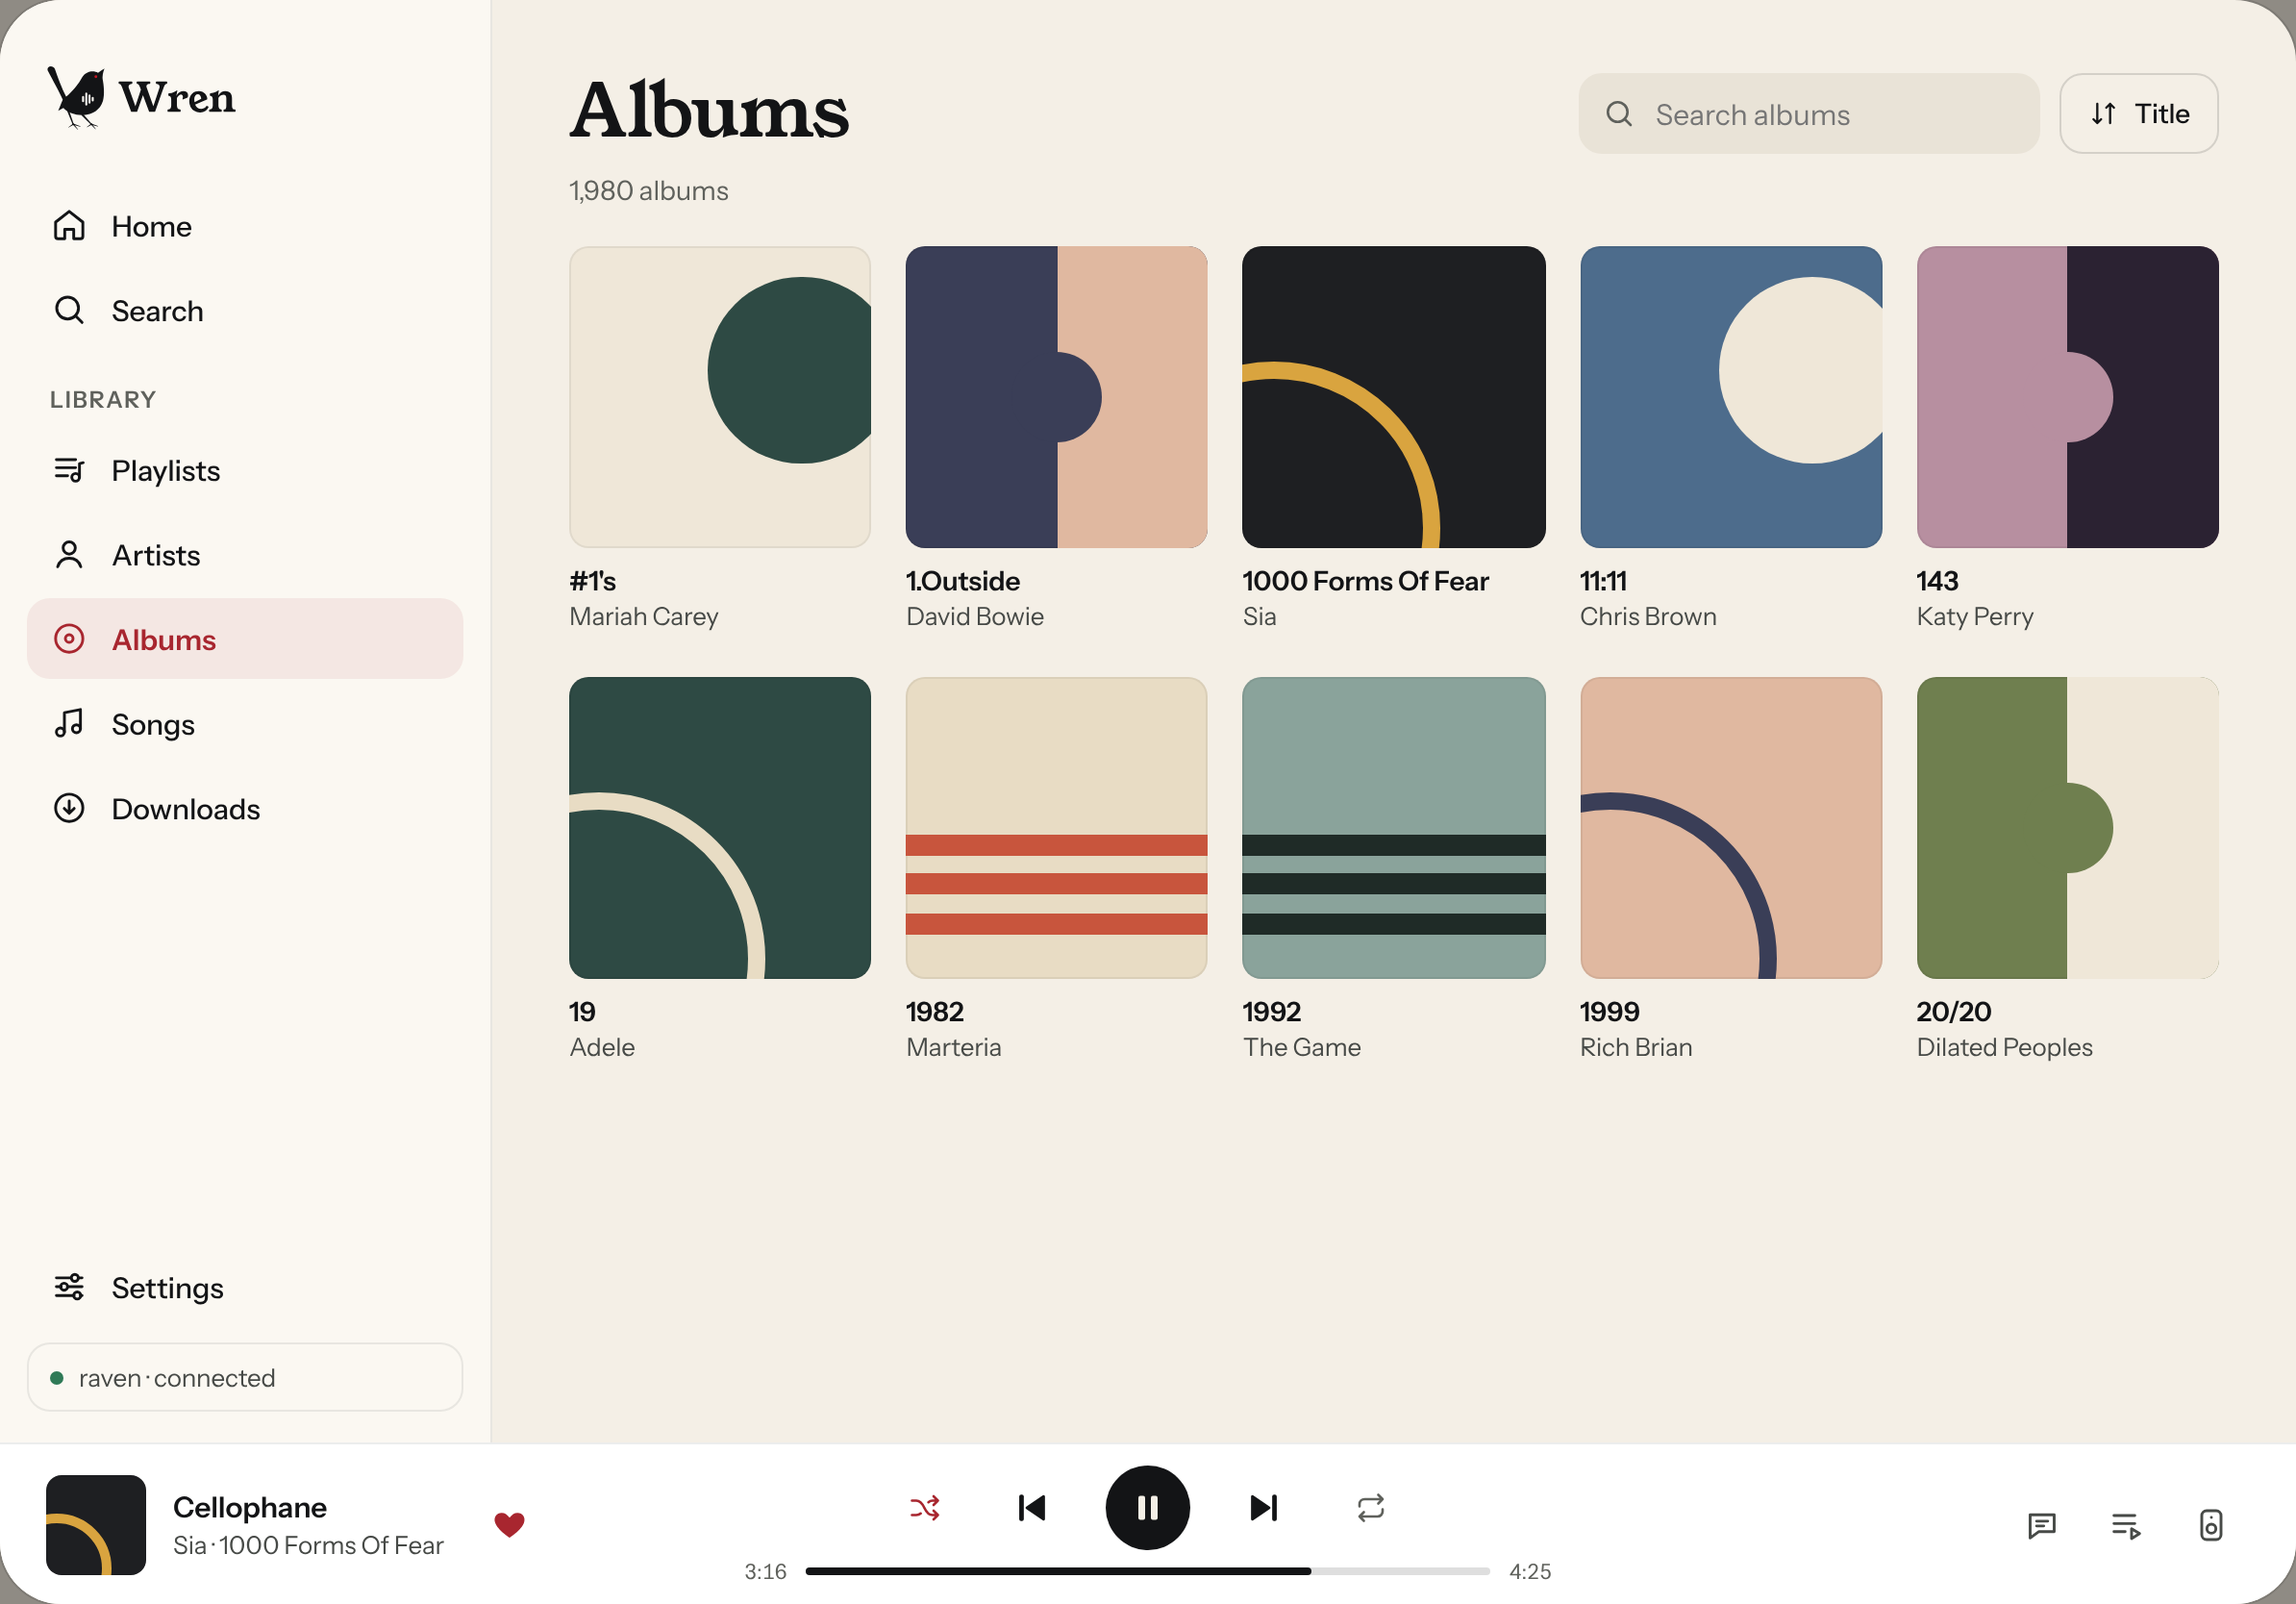 Wren
Home
Search
LIBRARY
Playlists
Artists
Albums
Songs
Downloads
Settings
raven · connected
Albums
1,980 albums
Search albums
Title
#1's
Mariah Carey
1.Outside
David Bowie
1000 Forms Of Fear
Sia
11:11
Chris Brown
143
Katy Perry
19
Adele
1982
Marteria
1992
The Game
1999
Rich Brian
20/20
Dilated Peoples
Cellophane
Sia · 1000 Forms Of Fear
3:16
4:25